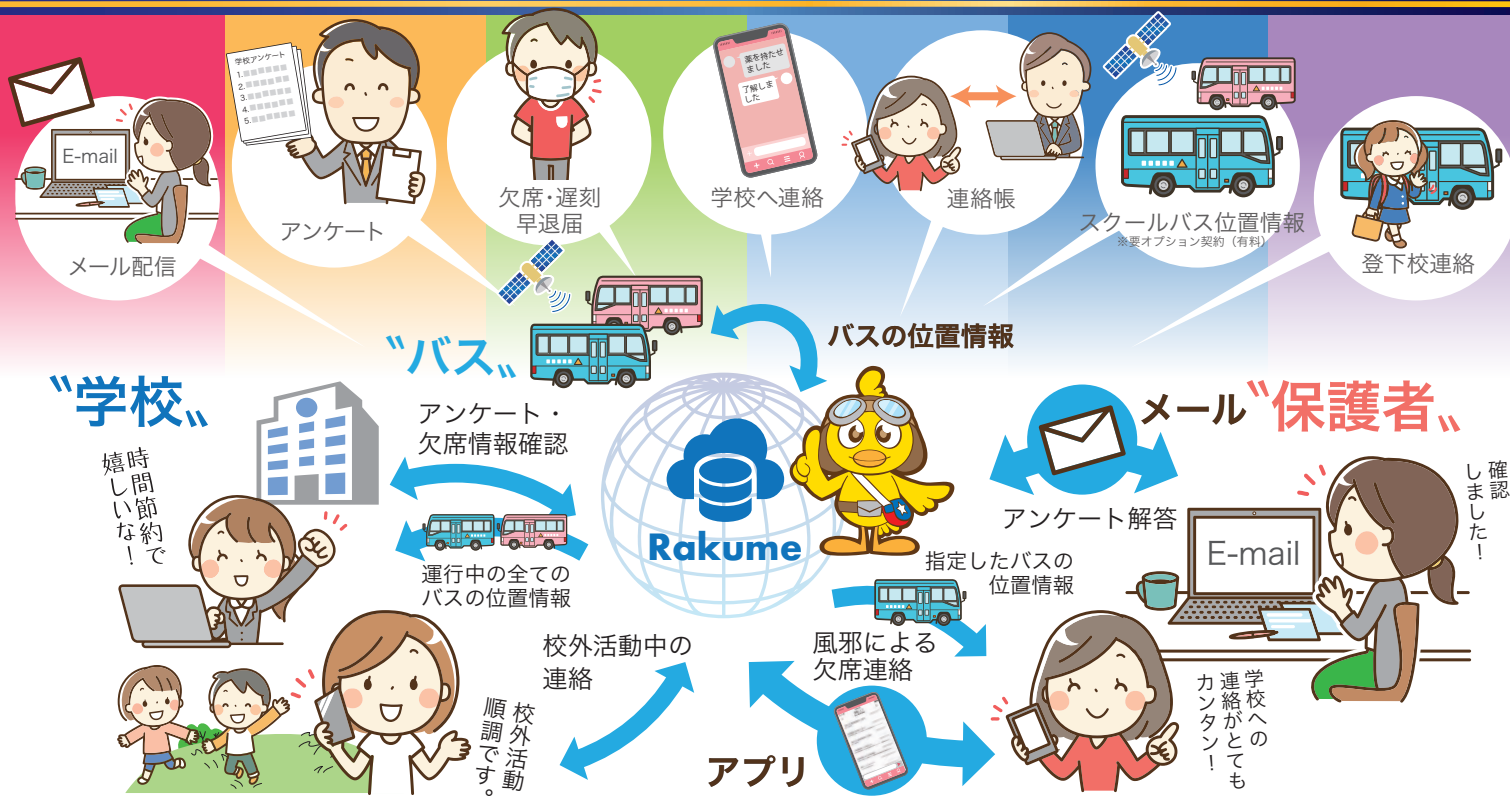 E-mail
メール配信
学校アンケート
1.
2.
3.
4.
5.
アンケート
欠席・遅刻
早退届
薬を持たせ
ました
了解しま
した
学校へ連絡
連絡帳
スクールバス位置情報
※要オプション契約（有料）
登下校連絡
〝バス〟
バスの位置情報
〝学校〟
アンケート・
欠席情報確認
メール
〝保護者〟
時間節約で
嬉しいな！
Rakume
アンケート解答
E-mail
確認
しました！
運行中の全ての
バスの位置情報
指定したバスの
位置情報
校外活動中の
連絡
風邪による
欠席連絡
校外活動
順調です。
アプリ
学校への
連絡がとても
カンタン！